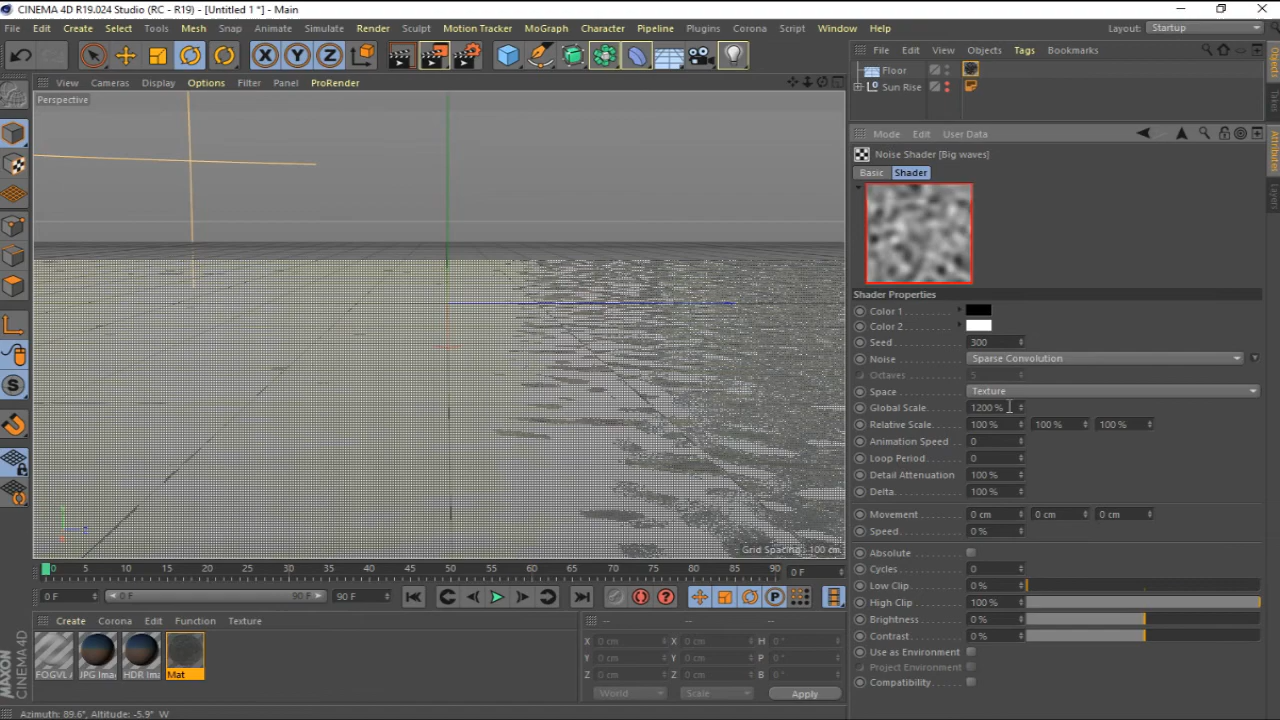 CINEMA 4D R19.024 Studio (RC - R19) - [Untitled 1 *] - Main
File Edit Create Select Tools Mesh Snap Animate Simulate Render Sculpt Motion Tracker MoGraph Character Pipeline Plugins Corona Script Window Help Layout: Startup
X Y Z
File Edit View Objects Tags Bookmarks
View Cameras Display Options Filter Panel ProRender
Floor
Sun Rise
Perspective
Mode Edit User Data
Noise Shader [Big waves]
Basic Shader
Shader Properties
Color 1
Color 2
Seed 300
Noise Sparse Convolution
Octaves 5
Space Texture
Global Scale 1200 %
Relative Scale 100 % 100 % 100 %
Animation Speed 0
Loop Period 0
Detail Attenuation 100 %
Delta 100 %
Movement 0 cm 0 cm 0 cm
Speed 0 %
Absolute
Cycles 0
Low Clip 0 %
High Clip 100 %
Brightness 0 %
Contrast 0 %
Use as Environment
Project Environment
Compatibility
Objects
Takes
Attributes
Layers
Grid Spacing : 100 cm
0 5 10 15 20 25 30 35 40 45 50 55 60 65 70 75 80 85 90 0 F
0 F 0 F 90 F 90 F
Create Corona Edit Function Texture
FOGVL JPG Ima HDR Im Mat
-- -- --
X 0 cm X 0 cm H 0 °
Y 0 cm Y 0 cm P 0 °
Z 0 cm Z 0 cm B 0 °
World Scale Apply
MAXON
CINEMA 4D
Azimuth: 89.6°, Altitude: -5.9° W